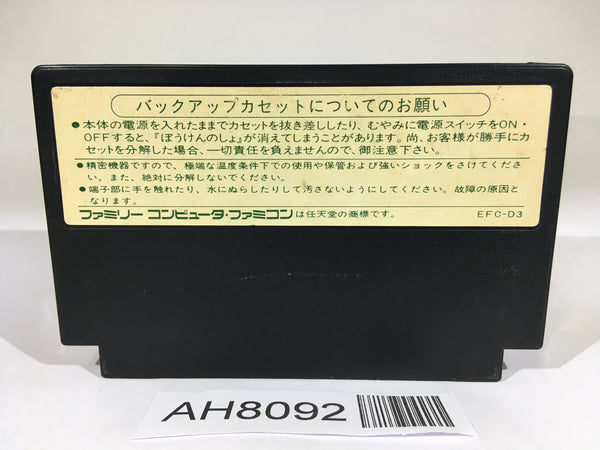 バックアップカセットについてのお願い
●本体の電源を入れたままでカセットを抜き差ししたり、むやみに電源スイッチをON・
OFFすると、『ぼうけんのしょ』が消えてしまうことがあります。尚、お客様が勝手にカ
セットを分解した場合、一切責任を負えませんので、御注意下さい。
●精密機器ですので、極端な温度条件下での使用や保管および強いショックをさけてくださ
い。また、絶対に分解しないでください。
●端子部に手を触れたり、水にぬらしたりして汚さないようにしてください。故障の原因と
なります。
ファミリー コンピュータ・ファミコンは任天堂の商標です。 EFC-D3
AH8092